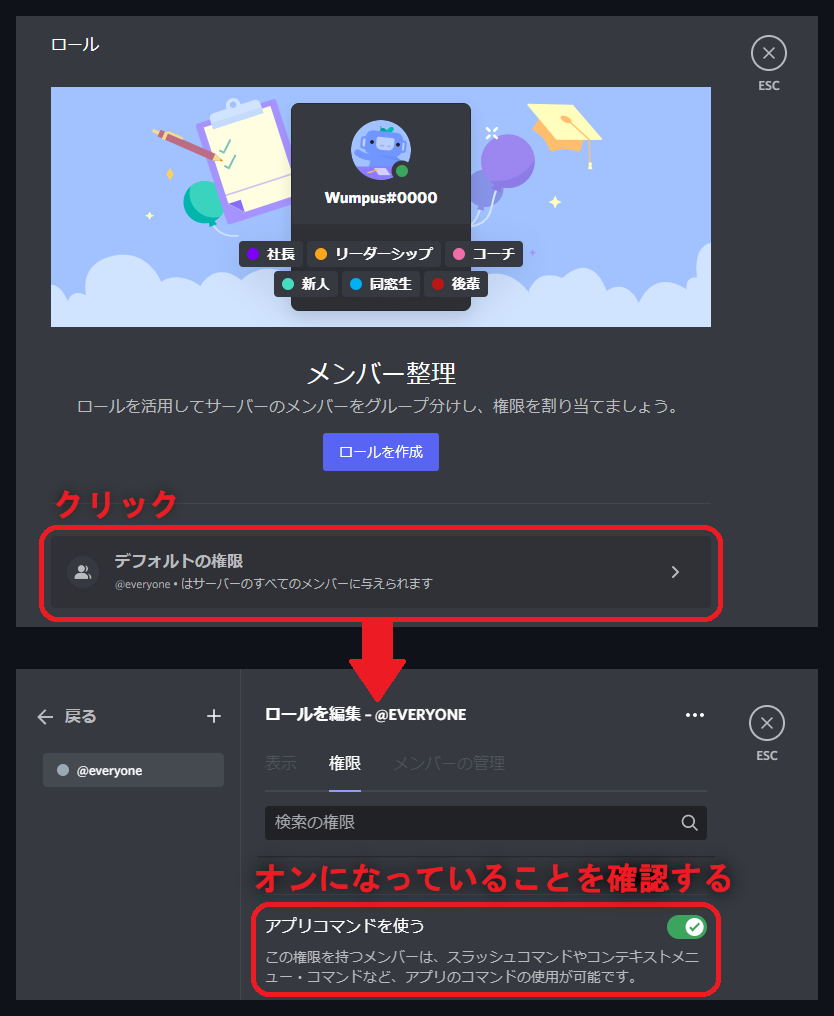 ロール
ESC
Wumpus#0000
社長 リーダーシップ コーチ
新人 同窓生 後輩
メンバー整理
ロールを活用してサーバーのメンバーをグループ分けし、権限を割り当てましょう。
ロールを作成
クリック
デフォルトの権限
@everyone • はサーバーのすべてのメンバーに与えられます
戻る
@everyone
ロールを編集 - @EVERYONE
ESC
表示 権限 メンバーの管理
検索の権限
オンになっていることを確認する
アプリコマンドを使う
この権限を持つメンバーは、スラッシュコマンドやコンテキストメニ
ュー・コマンドなど、アプリのコマンドの使用が可能です。